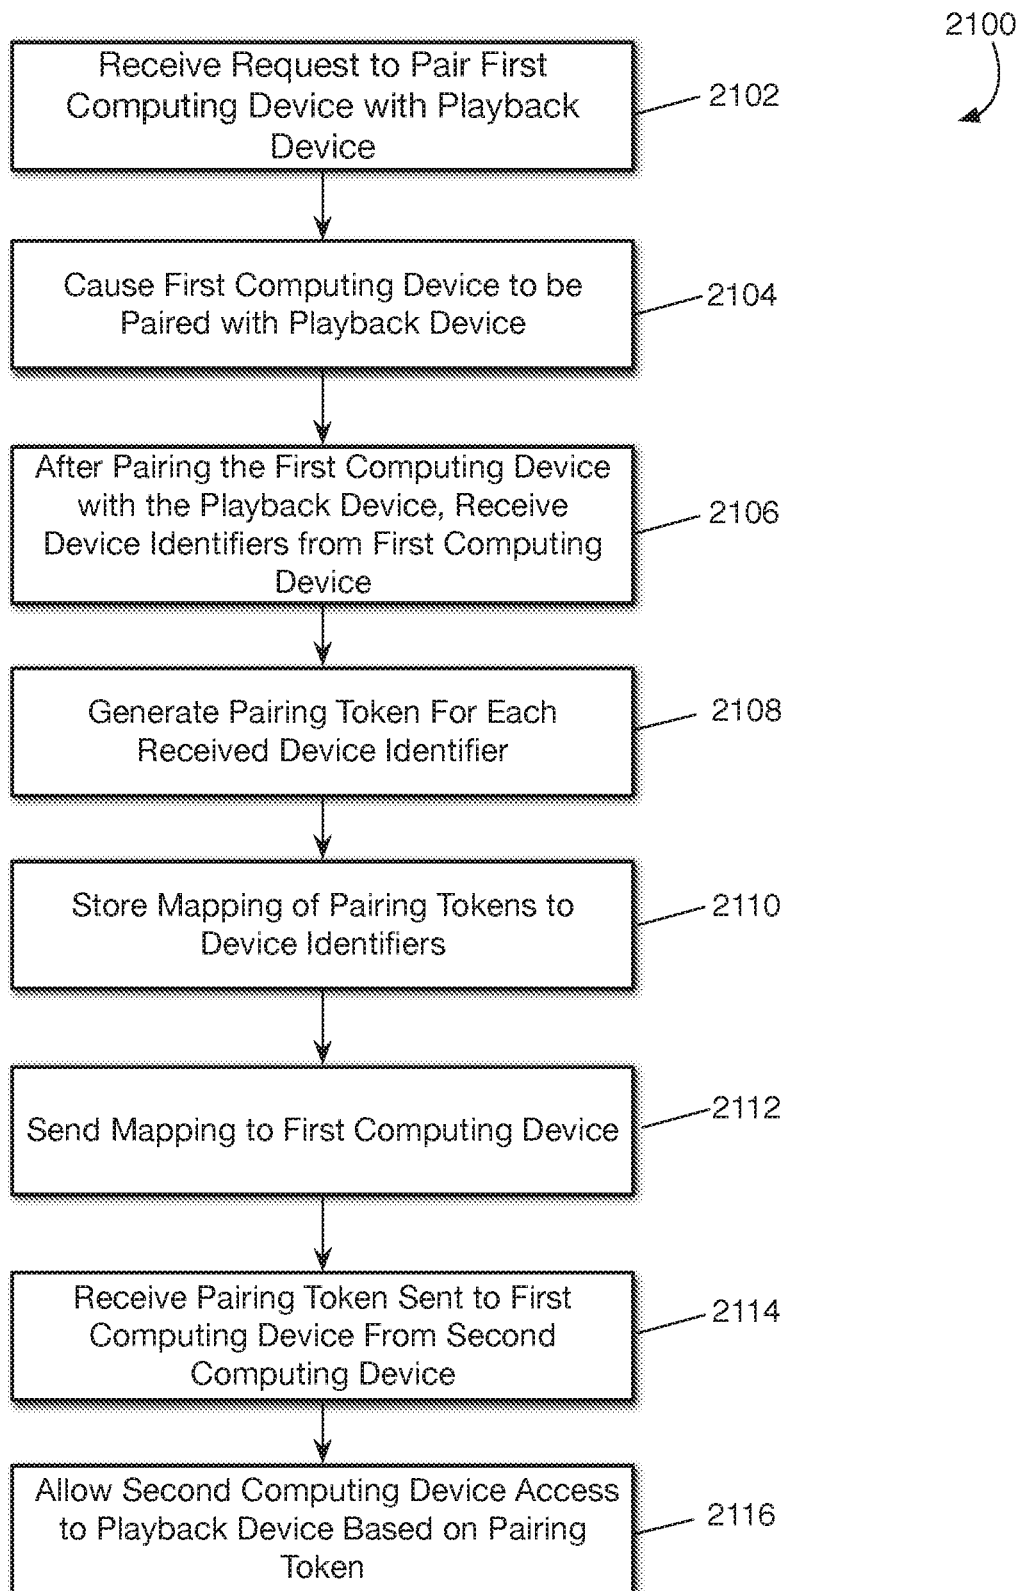 2100
Receive Request to Pair First
Computing Device with Playback
Device
2102
Cause First Computing Device to be
Paired with Playback Device
2104
After Pairing the First Computing Device
with the Playback Device, Receive
Device Identifiers from First Computing
Device
2106
Generate Pairing Token For Each
Received Device Identifier
2108
Store Mapping of Pairing Tokens to
Device Identifiers
2110
Send Mapping to First Computing Device
2112
Receive Pairing Token Sent to First
Computing Device From Second
Computing Device
2114
Allow Second Computing Device Access
to Playback Device Based on Pairing
Token
2116